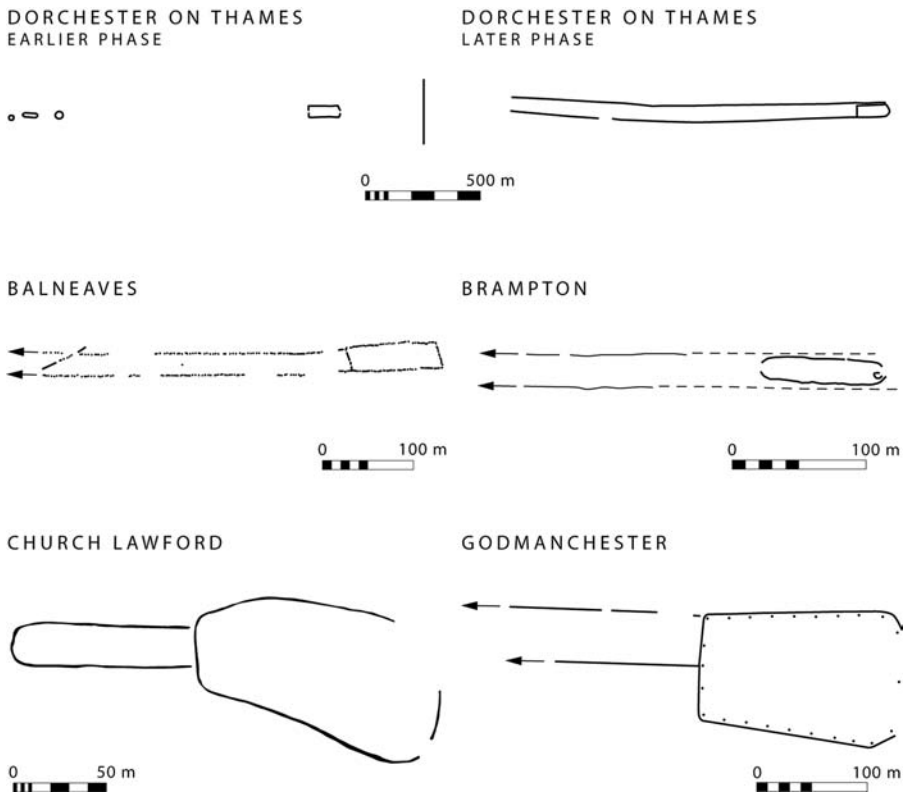 DORCHESTER ON THAMES
EARLIER PHASE
DORCHESTER ON THAMES
LATER PHASE
0 500 m
BALNEAVES
BRAMPTON
0 100 m
0 100 m
CHURCH LAWFORD
GODMANCHESTER
0 50 m
0 100 m